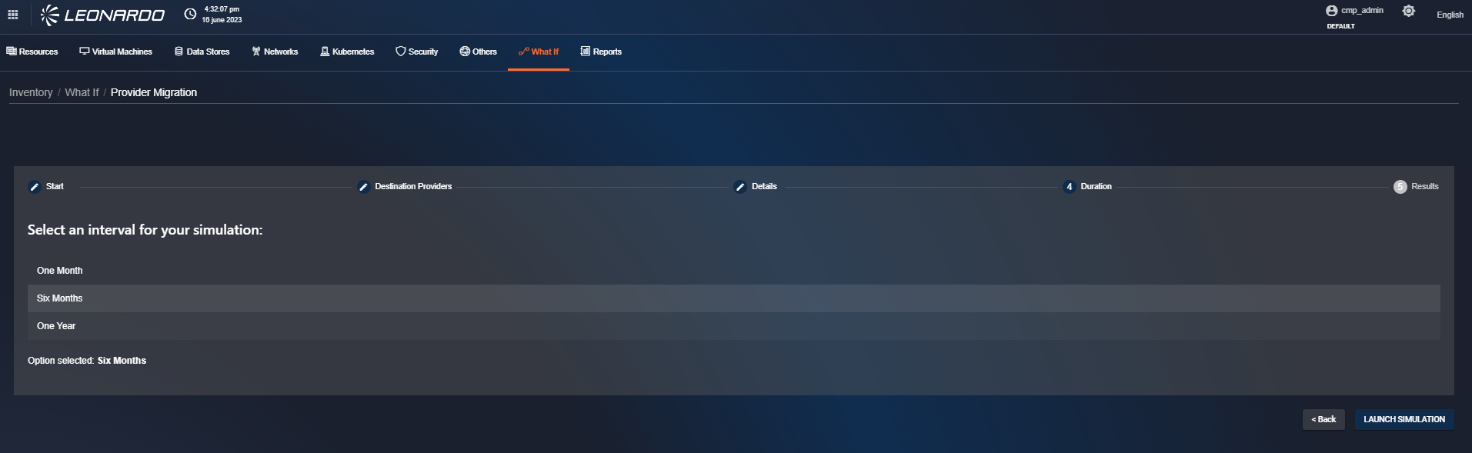 LEONARDO
4:32:07 pm
16 june 2023
cmp_admin
DEFAULT
English
Resources
Virtual Machines
Data Stores
Networks
Kubernetes
Security
Others
What If
Reports
Inventory / What If / Provider Migration
Start
Destination Providers
Details
4 Duration
5 Results
Select an interval for your simulation:
One Month
Six Months
One Year
Option selected: Six Months
< Back
LAUNCH SIMULATION